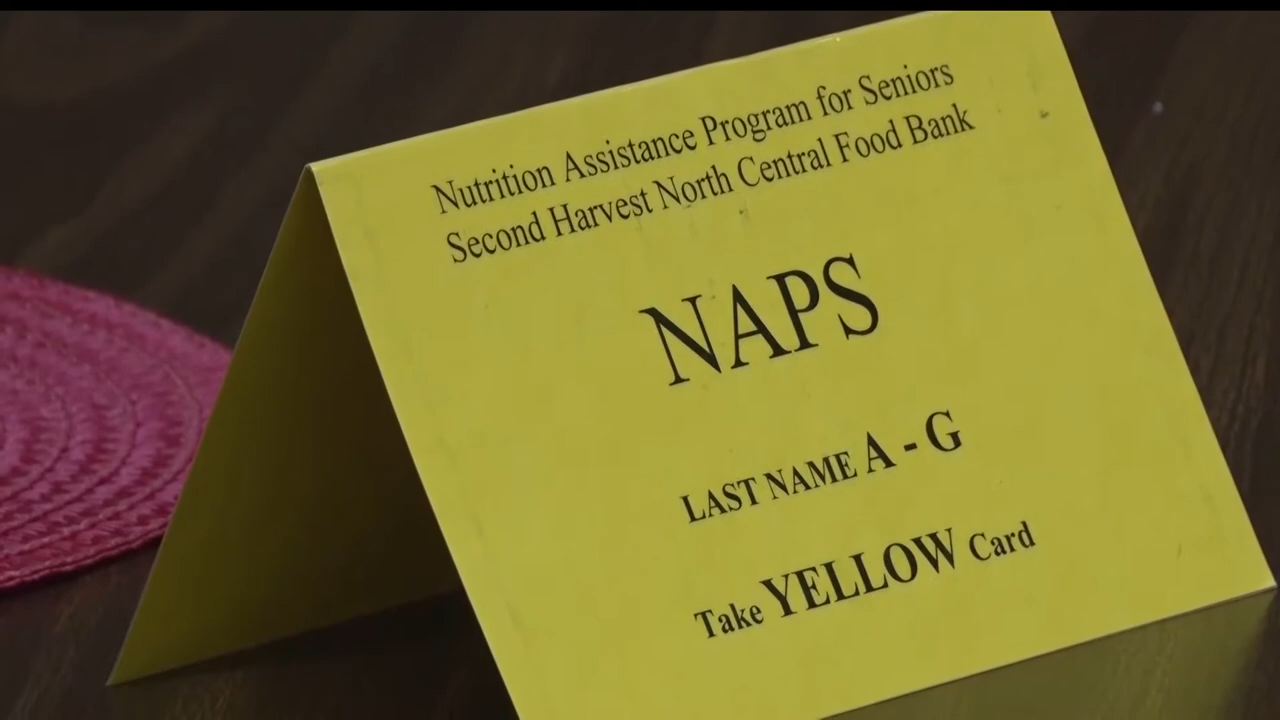 Nutrition Assistance Program for Seniors
Second Harvest North Central Food Bank
NAPS
LAST NAME A - G
Take YELLOW Card